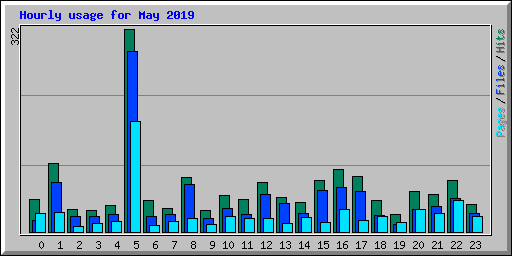 Hourly usage for May 2019
322
Pages / Files / Hits
0 1 2 3 4 5 6 7 8 9 10 11 12 13 14 15 16 17 18 19 20 21 22 23